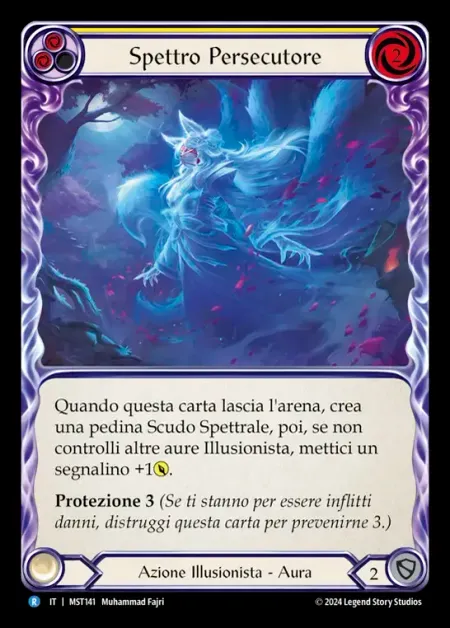 Spettro Persecutore
2
Quando questa carta lascia l'arena, crea
una pedina Scudo Spettrale, poi, se non
controlli altre aure Illusionista, mettici un
segnalino +1.
Protezione 3 (Se ti stanno per essere inflitti
danni, distruggi questa carta per prevenirne 3.)
Azione Illusionista - Aura
2
R | IT | MST141 Muhammad Fajri
© 2024 Legend Story Studios